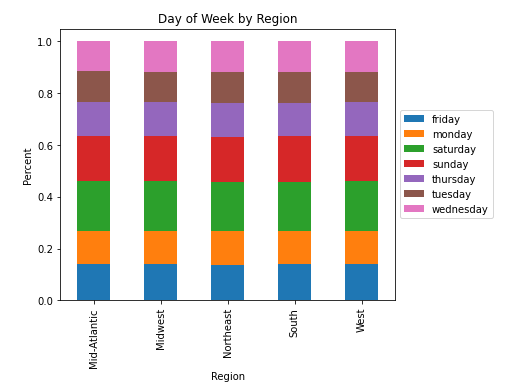 Day of Week by Region
Percent
1.0
0.8
0.6
0.4
0.2
0.0
Mid-Atlantic
Midwest
Northeast
South
West
Region
friday
monday
saturday
sunday
thursday
tuesday
wednesday